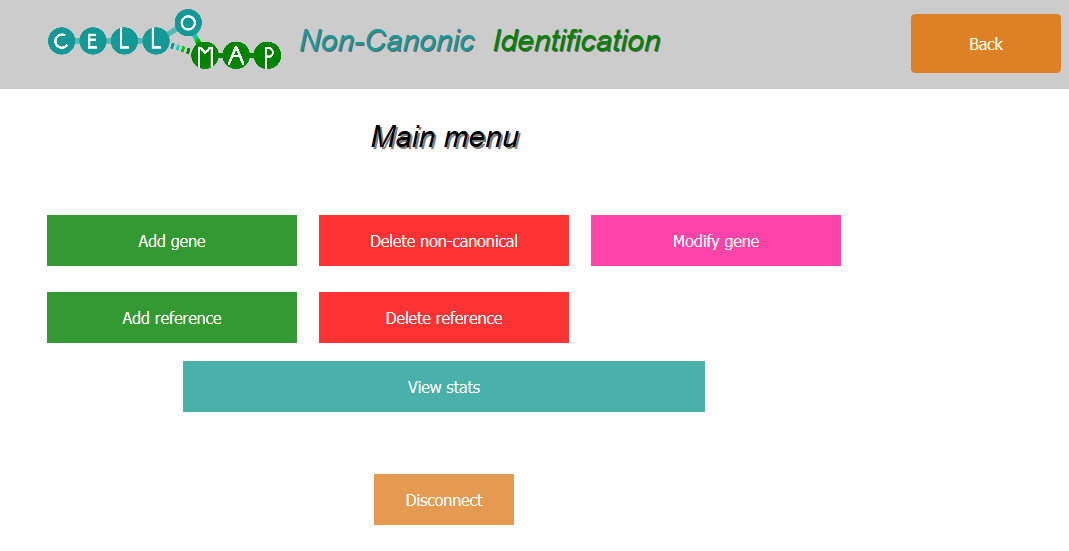 CELLO
MAP
Non-Canonic Identification
Back
Main menu
Add gene
Delete non-canonical
Modify gene
Add reference
Delete reference
View stats
Disconnect